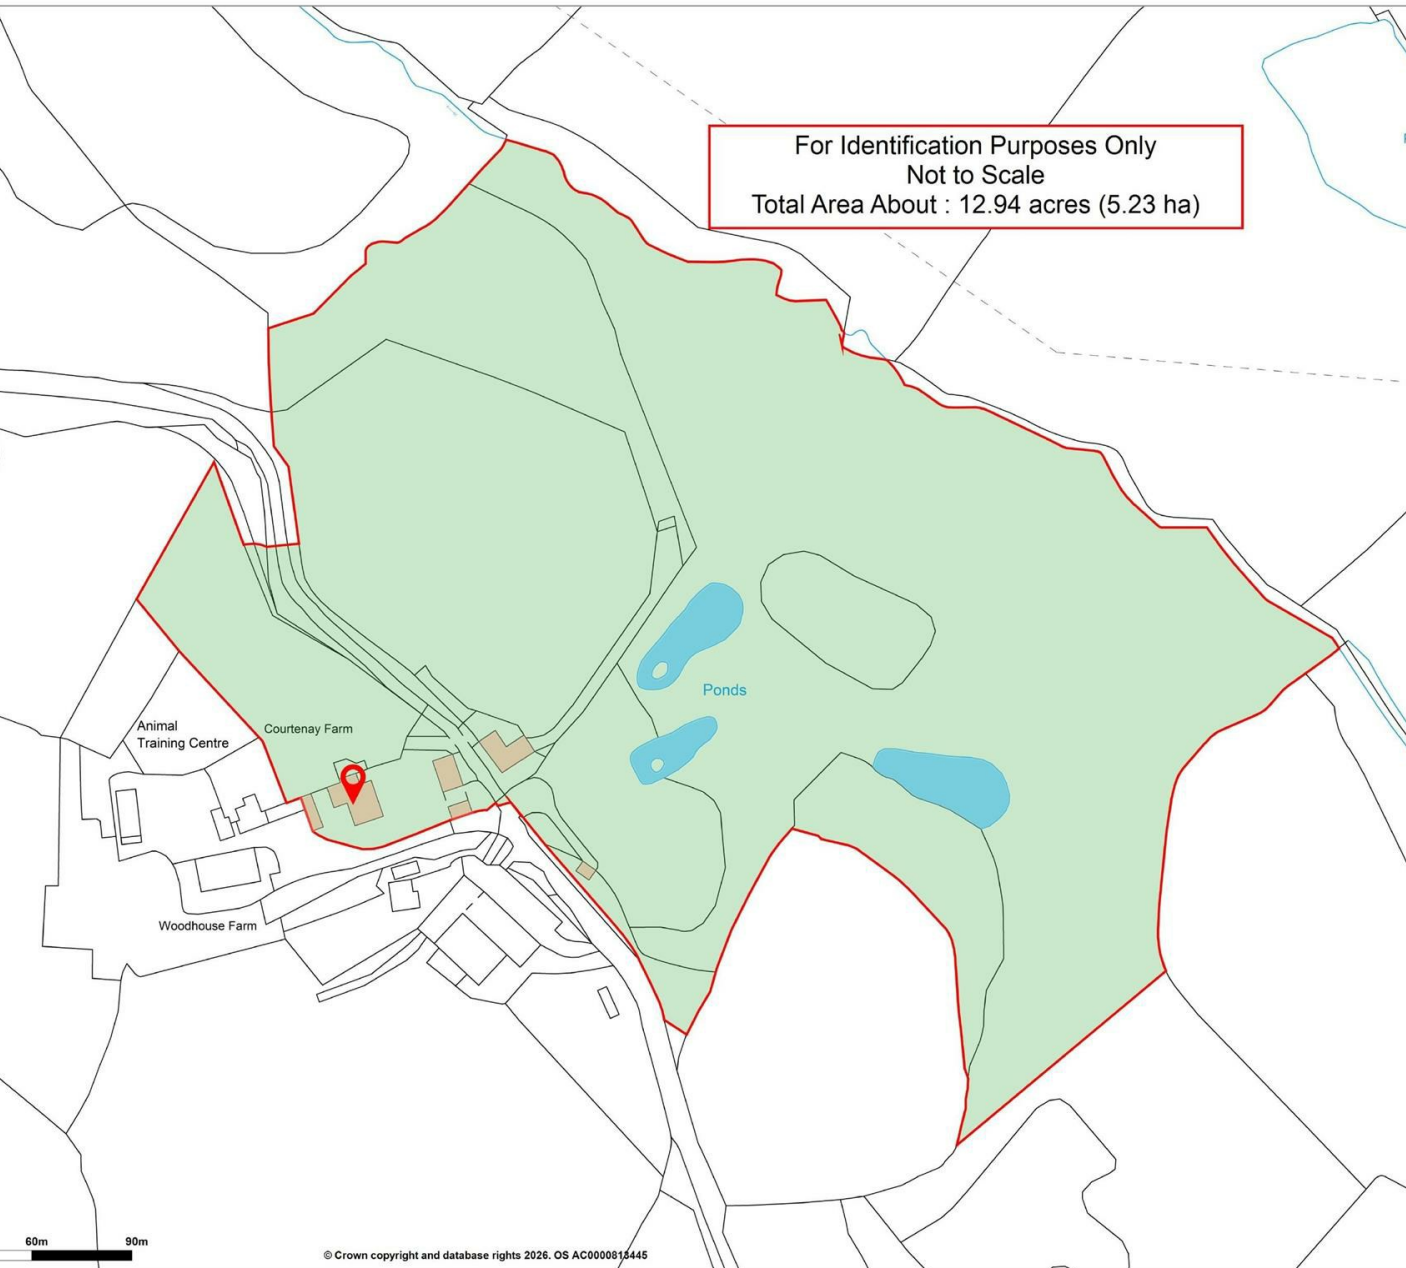 For Identification Purposes Only
Not to Scale
Total Area About : 12.94 acres (5.23 ha)
Ponds
Animal
Training Centre
Courtenay Farm
Woodhouse Farm
60m
90m
© Crown copyright and database rights 2026. OS AC0000813445